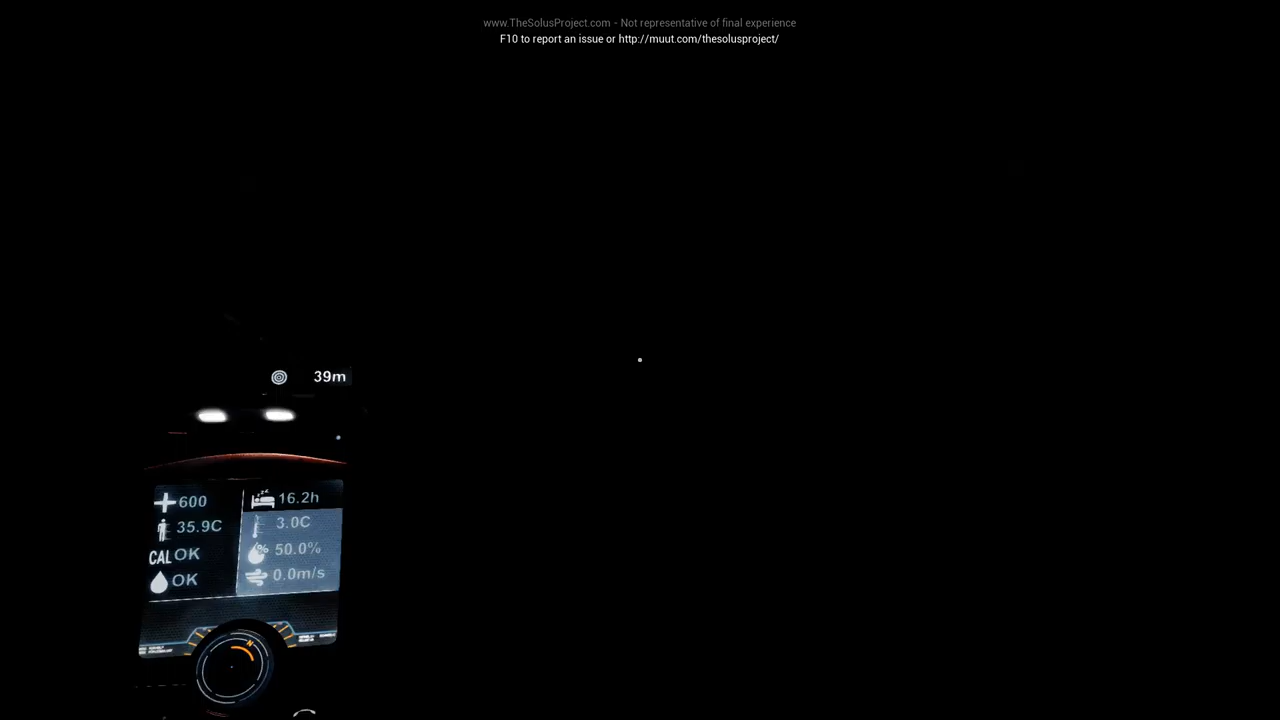 www.TheSolusProject.com - Not representative of final experience
F10 to report an issue or http://muut.com/thesolusproject/
39m
600
16.2h
35.9C
3.0C
CAL OK
50.0%
OK
0.0m/s
N